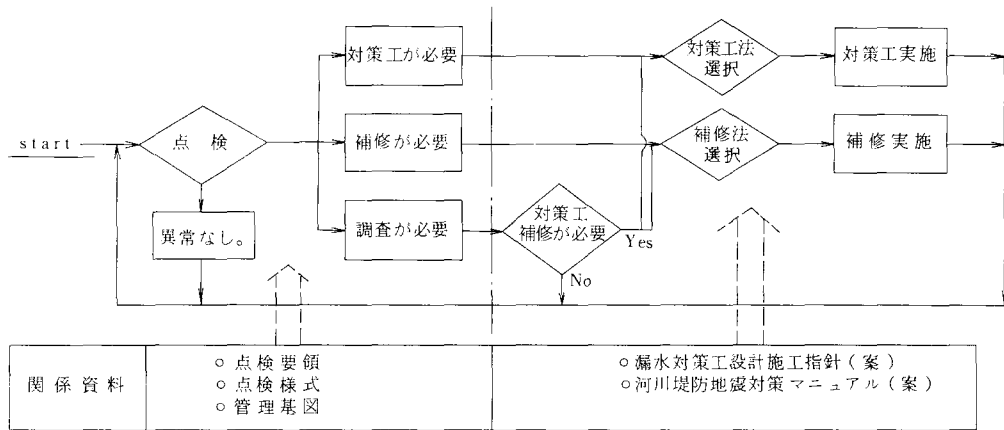 対策工が必要
対策工法
選択
対策工実施
start
点検
補修が必要
補修法
選択
補修実施
異常なし。
調査が必要
対策工
補修が必要
Yes
No
関係資料
○点検要領
○点検様式
○管理基図
○漏水対策工設計施工指針(案)
○河川堤防地震対策マニュアル(案)